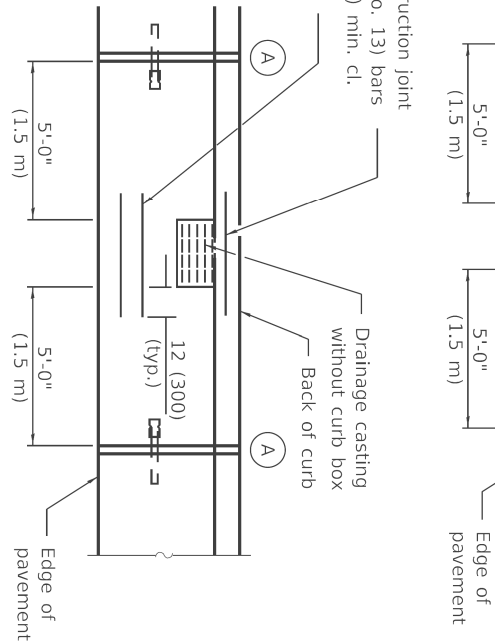 5'-0"
(1.5 m)
5'-0"
(1.5 m)
Edge of
pavement
joint
13) bars
min. cl.
A
A
Drainage casting
without curb box
Back of curb
12 (300)
(typ.)
5'-0"
(1.5 m)
5'-0"
(1.5 m)
Edge of
pavement